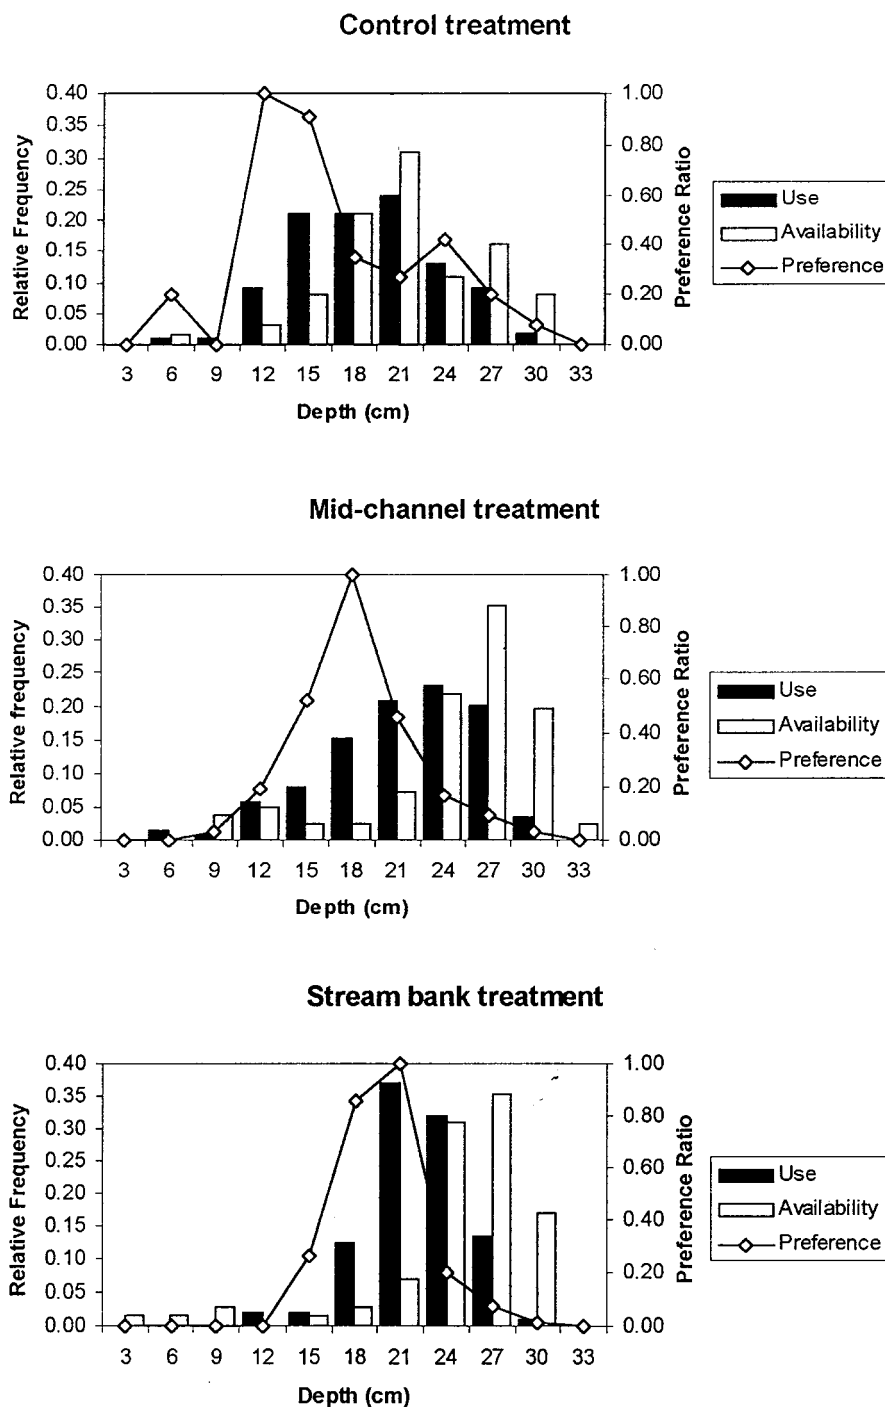 Control treatment
0.40
0.35
0.30
0.25
0.20
0.15
0.10
0.05
0.00
Relative Frequency
1.00
0.80
0.60
0.40
0.20
0.00
Preference Ratio
3 6 9 12 15 18 21 24 27 30 33
Depth (cm)
Use
Availability
Preference
Mid-channel treatment
0.40
0.35
0.30
0.25
0.20
0.15
0.10
0.05
0.00
Relative frequency
1.00
0.80
0.60
0.40
0.20
0.00
Preference Ratio
3 6 9 12 15 18 21 24 27 30 33
Depth (cm)
Use
Availability
Preference
Stream bank treatment
0.40
0.35
0.30
0.25
0.20
0.15
0.10
0.05
0.00
Relative Frequency
1.00
0.80
0.60
0.40
0.20
0.00
Preference Ratio
3 6 9 12 15 18 21 24 27 30 33
Depth (cm)
Use
Availability
Preference